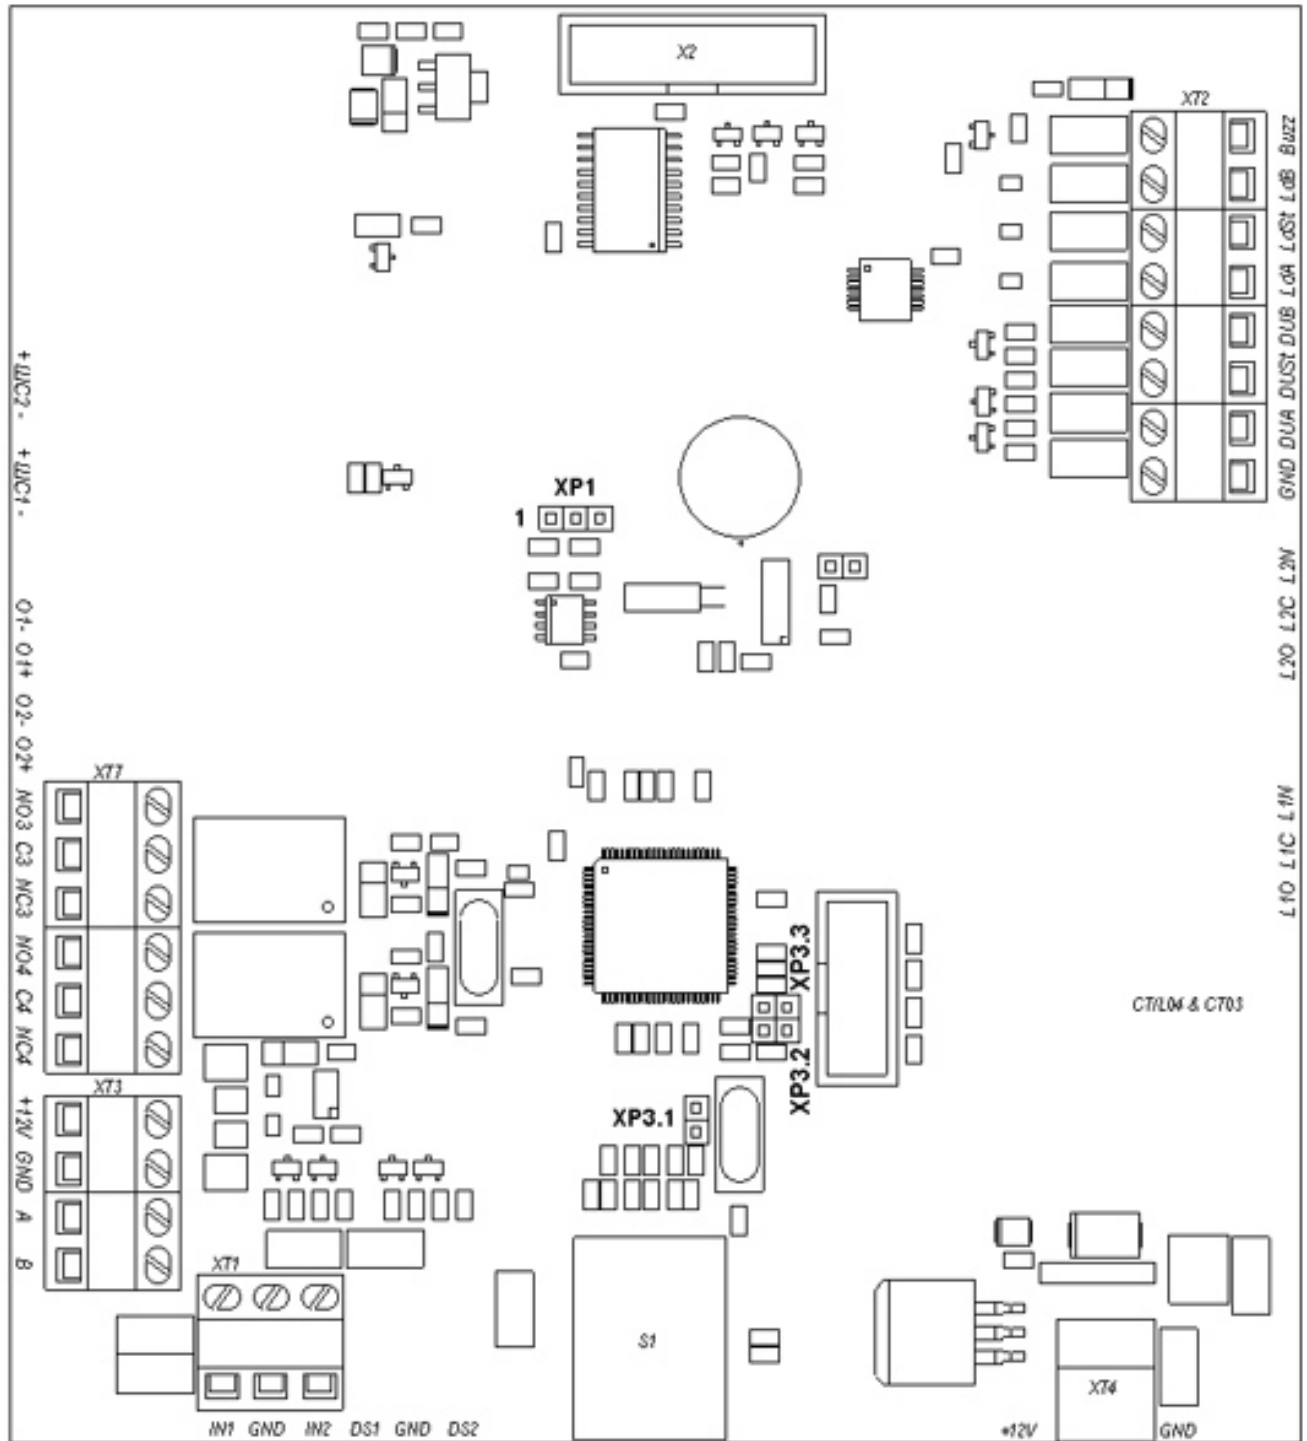 X2
XT2
BUZZ
LdB
LdSt
LdA
DUB
DUSt
DUA
GND
+ ШС2 -
+ ШС1 -
XP1
1
L2N
L2C
L2O
O1-
O1+
O2-
O2+
XT7
NO3
C3
NC3
NO4
C4
NC4
L1N
L1C
L1O
XP3.3
CT/L04 & CT03
XP3.2
XT3
+12V
GND
A
B
XP3.1
XT1
S1
XT4
IN1 GND IN2 DS1 GND DS2
+12V
GND